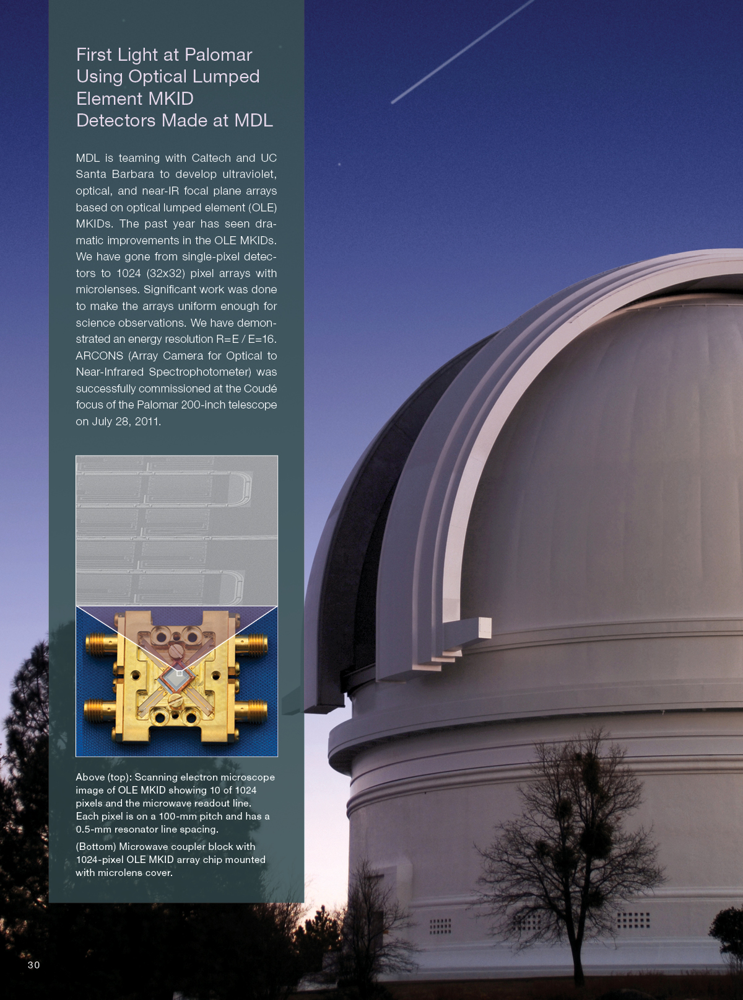 First Light at Palomar
Using Optical Lumped
Element MKID
Detectors Made at MDL
MDL is teaming with Caltech and UC
Santa Barbara to develop ultraviolet,
optical, and near-IR focal plane arrays
based on optical lumped element (OLE)
MKIDs. The past year has seen dra-
matic improvements in the OLE MKIDs.
We have gone from single-pixel detec-
tors to 1024 (32x32) pixel arrays with
microlenses. Significant work was done
to make the arrays uniform enough for
science observations. We have demon-
strated an energy resolution R=E / E=16.
ARCONS (Array Camera for Optical to
Near-Infrared Spectrophotometer) was
successfully commissioned at the Coudé
focus of the Palomar 200-inch telescope
on July 28, 2011.
Above (top): Scanning electron microscope
image of OLE MKID showing 10 of 1024
pixels and the microwave readout line.
Each pixel is on a 100-mm pitch and has a
0.5-mm resonator line spacing.
(Bottom) Microwave coupler block with
1024-pixel OLE MKID array chip mounted
with microlens cover.
30